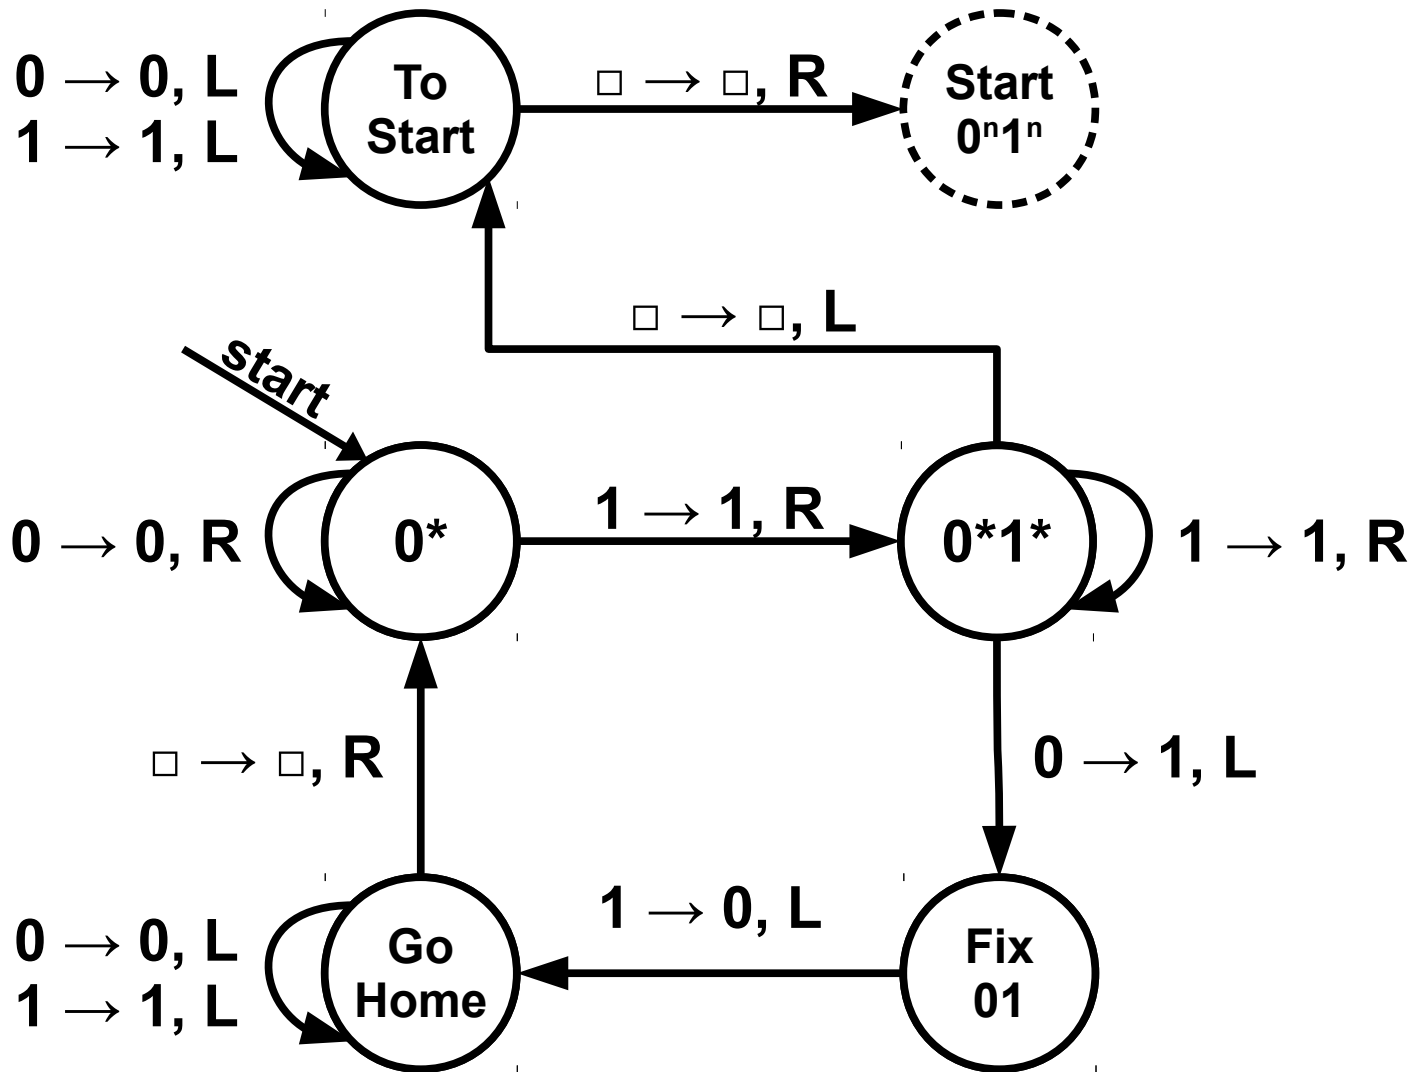 0 → 0, L
1 → 1, L
To
Start
□ → □, R
Start
0ⁿ1ⁿ
□ → □, L
start
0 → 0, R
0*
1 → 1, R
0*1*
1 → 1, R
□ → □, R
0 → 1, L
0 → 0, L
1 → 1, L
Go
Home
1 → 0, L
Fix
01